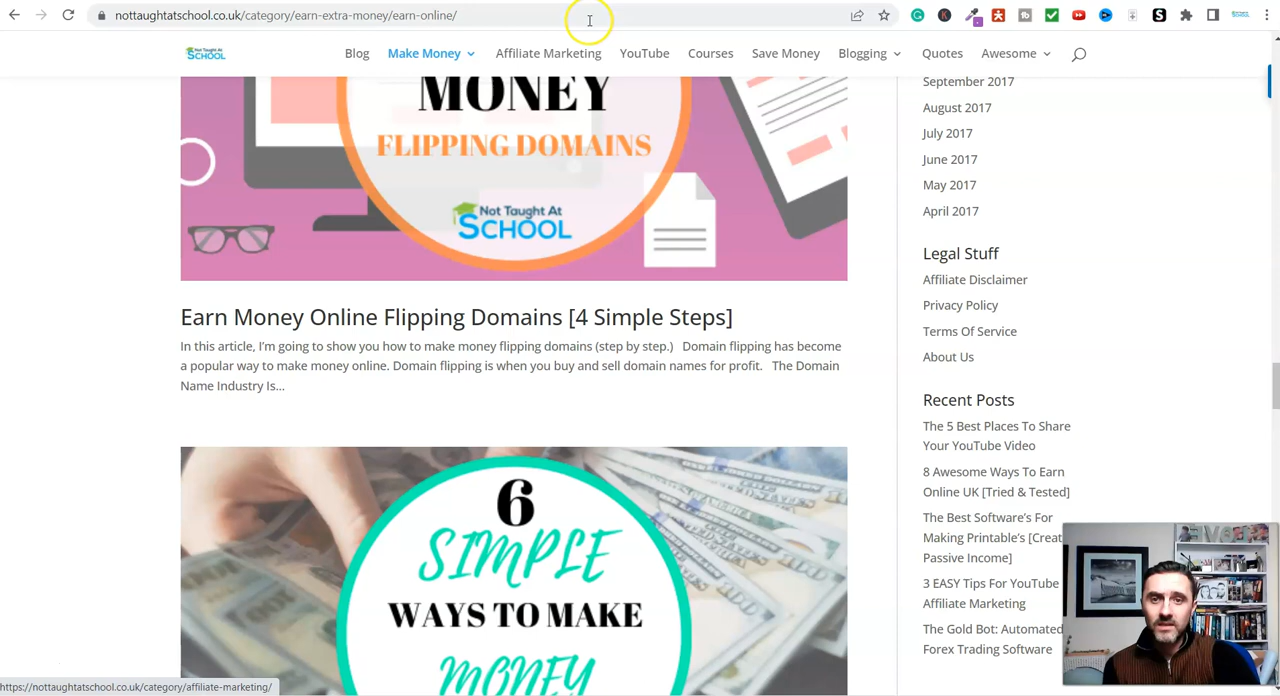 nottaughtatschool.co.uk/category/earn-extra-money/earn-online/
Not Taught At
SCHOOL
Blog
Make Money
Affiliate Marketing
YouTube
Courses
Save Money
Blogging
Quotes
Awesome
MONEY
FLIPPING DOMAINS
Not Taught At
SCHOOL
Earn Money Online Flipping Domains [4 Simple Steps]
In this article, I'm going to show you how to make money flipping domains (step by step.) Domain flipping has become
a popular way to make money online. Domain flipping is when you buy and sell domain names for profit. The Domain
Name Industry Is...
6
SIMPLE
WAYS TO MAKE
MONEY
September 2017
August 2017
July 2017
June 2017
May 2017
April 2017
Legal Stuff
Affiliate Disclaimer
Privacy Policy
Terms Of Service
About Us
Recent Posts
The 5 Best Places To Share
Your YouTube Video
8 Awesome Ways To Earn
Online UK [Tried & Tested]
The Best Software's For
Making Printable's [Creat
Passive Income]
3 EASY Tips For YouTube
Affiliate Marketing
The Gold Bot: Automated
Forex Trading Software
https://nottaughtatschool.co.uk/category/affiliate-marketing/